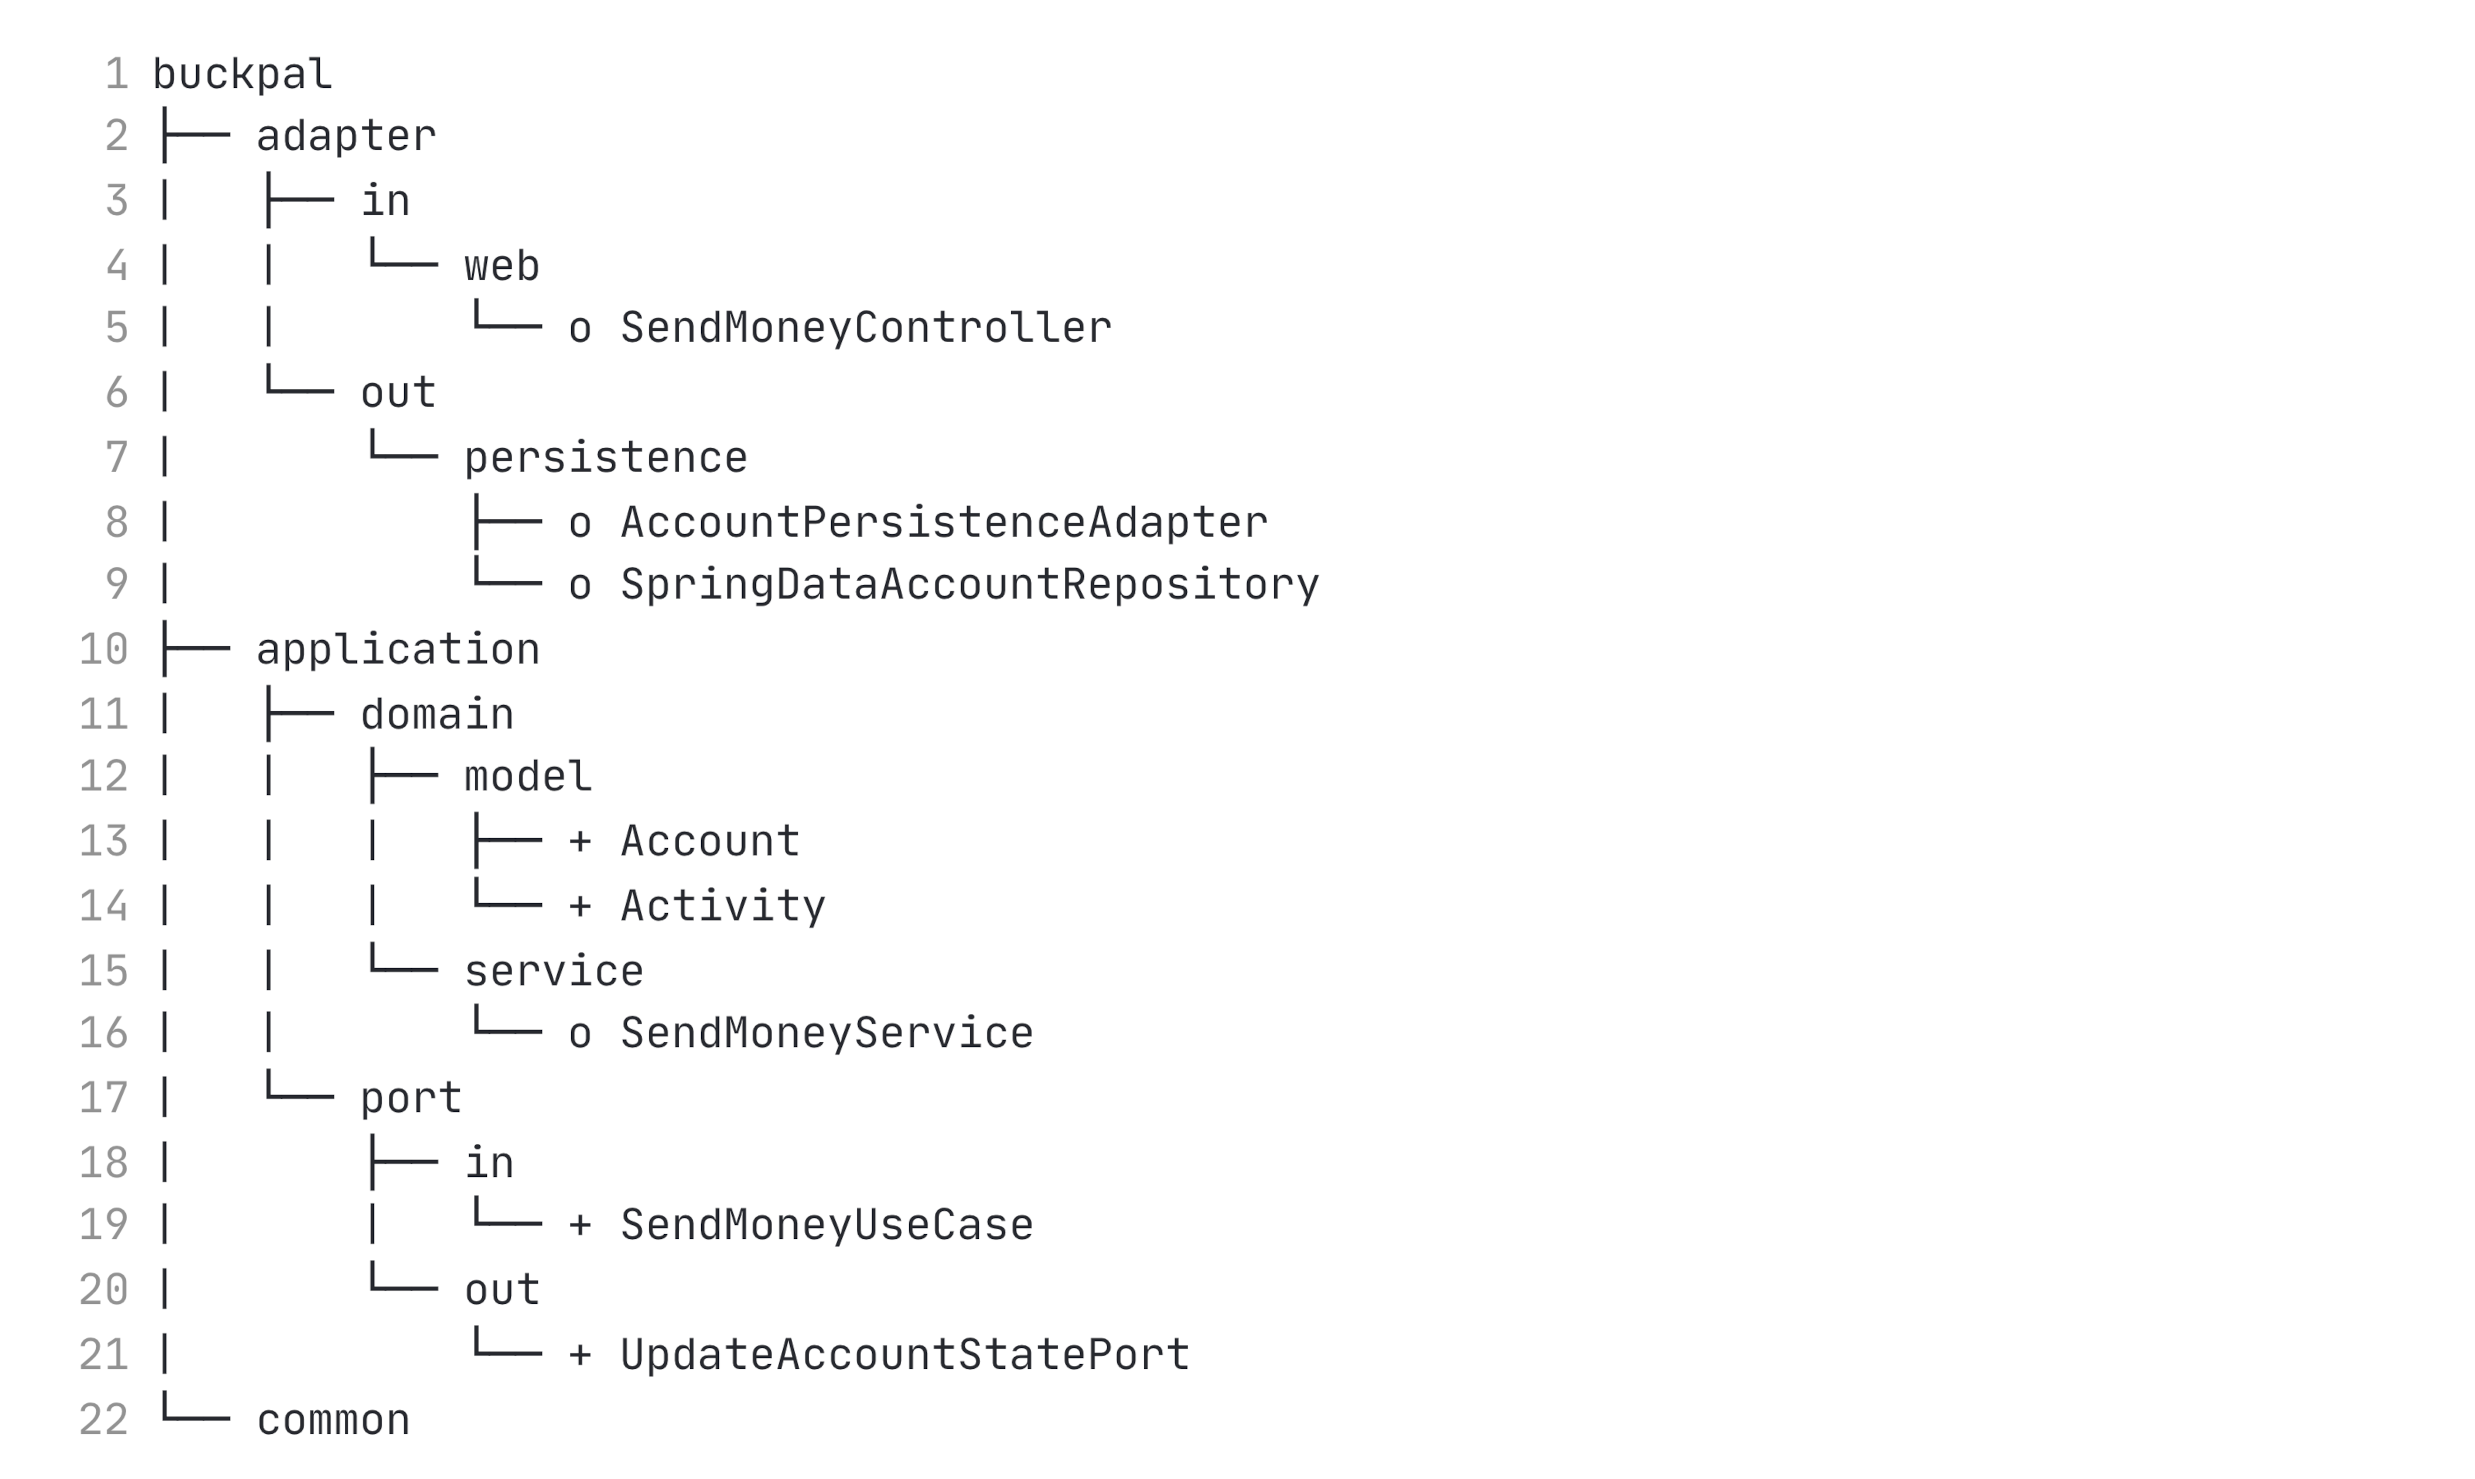 1 buckpal
2 ├── adapter
3 │   ├── in
4 │   │   └── web
5 │   │       └── o SendMoneyController
6 │   └── out
7 │       └── persistence
8 │           ├── o AccountPersistenceAdapter
9 │           └── o SpringDataAccountRepository
10 ├── application
11 │   ├── domain
12 │   │   ├── model
13 │   │   │   ├── + Account
14 │   │   │   └── + Activity
15 │   │   └── service
16 │   │       └── o SendMoneyService
17 │   └── port
18 │       ├── in
19 │       │   └── + SendMoneyUseCase
20 │       └── out
21 │           └── + UpdateAccountStatePort
22 └── common